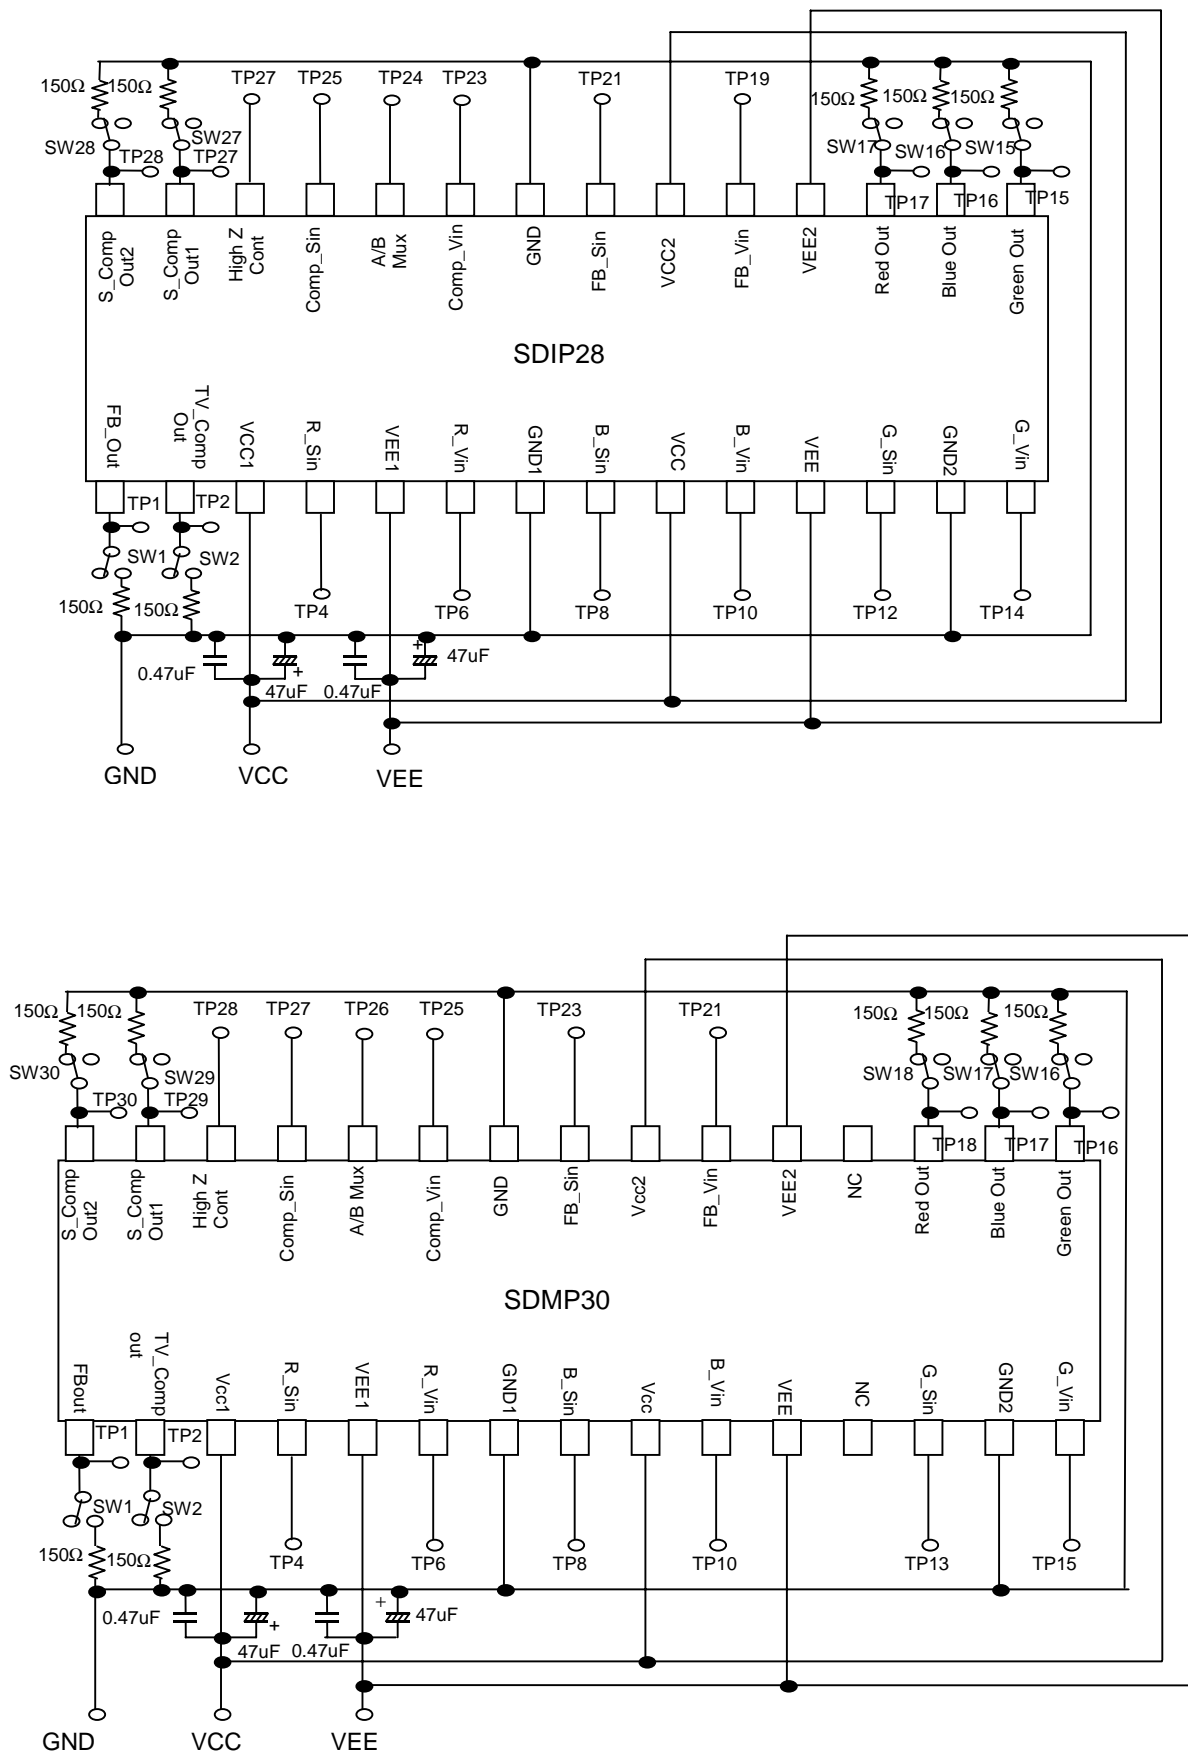 TP27 TP25 TP24 TP23 TP21 TP19
150Ω 150Ω 150Ω 150Ω 150Ω
SW28 SW27 SW17 SW16 SW15
TP28 TP27 TP17 TP16 TP15
S_Comp
Out2
S_Comp
Out1
High Z
Cont
Comp_Sin
A/B
Mux
Comp_Vin
GND
FB_Sin
VCC2
FB_Vin
VEE2
Red Out
Blue Out
Green Out
SDIP28
FB_Out
TV_Comp
Out
VCC1
R_Sin
VEE1
R_Vin
GND1
B_Sin
VCC
B_Vin
VEE
G_Sin
GND2
G_Vin
TP1 TP2
SW1 SW2
150Ω 150Ω
TP4 TP6 TP8 TP10 TP12 TP14
0.47uF + 47uF 0.47uF + 47uF
GND VCC VEE
TP28 TP27 TP26 TP25 TP23 TP21
150Ω 150Ω 150Ω 150Ω 150Ω
SW30 SW29 SW18 SW17 SW16
TP30 TP29 TP18 TP17 TP16
S_Comp
Out2
S_Comp
Out1
High Z
Cont
Comp_Sin
A/B Mux
Comp_Vin
GND
FB_Sin
Vcc2
FB_Vin
VEE2
NC
Red Out
Blue Out
Green Out
SDMP30
FBout
TV_Comp
out
Vcc1
R_Sin
VEE1
R_Vin
GND1
B_Sin
Vcc
B_Vin
VEE
NC
G_Sin
GND2
G_Vin
TP1 TP2
SW1 SW2
150Ω 150Ω
TP4 TP6 TP8 TP10 TP13 TP15
0.47uF + 47uF 0.47uF + 47uF
GND VCC VEE